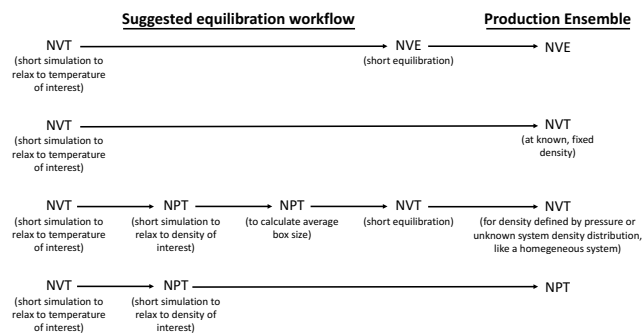 Suggested equilibration workflow Production Ensemble
NVT NVE NVE
(short simulation to (short equilibration)
relax to temperature
of interest)
NVT NVT
(short simulation to (at known, fixed
relax to temperature density)
of interest)
NVT NPT NPT NVT NVT
(short simulation to (short simulation to (to calculate average (short equilibration) (for density defined by pressure or
relax to temperature relax to density of box size) unknown system density distribution,
of interest) interest) like a homegeneous system)
NVT NPT NPT
(short simulation to (short simulation to
relax to temperature relax to density of
of interest) interest)